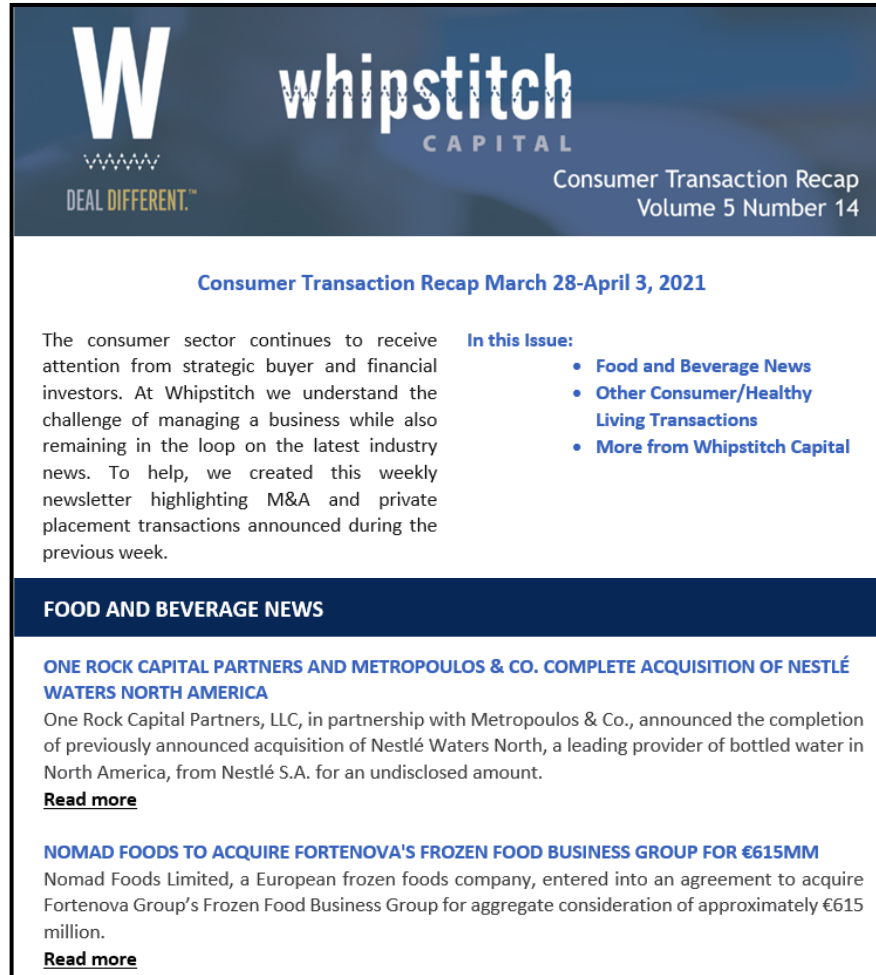 W
DEAL DIFFERENT.™
whipstitch
CAPITAL
Consumer Transaction Recap
Volume 5 Number 14
Consumer Transaction Recap March 28-April 3, 2021
The consumer sector continues to receive
attention from strategic buyer and financial
investors. At Whipstitch we understand the
challenge of managing a business while also
remaining in the loop on the latest industry
news. To help, we created this weekly
newsletter highlighting M&A and private
placement transactions announced during the
previous week.
In this Issue:
• Food and Beverage News
• Other Consumer/Healthy
Living Transactions
• More from Whipstitch Capital
FOOD AND BEVERAGE NEWS
ONE ROCK CAPITAL PARTNERS AND METROPOULOS & CO. COMPLETE ACQUISITION OF NESTLÉ
WATERS NORTH AMERICA
One Rock Capital Partners, LLC, in partnership with Metropoulos & Co., announced the completion
of previously announced acquisition of Nestlé Waters North, a leading provider of bottled water in
North America, from Nestlé S.A. for an undisclosed amount.
Read more
NOMAD FOODS TO ACQUIRE FORTENOVA'S FROZEN FOOD BUSINESS GROUP FOR €615MM
Nomad Foods Limited, a European frozen foods company, entered into an agreement to acquire
Fortenova Group’s Frozen Food Business Group for aggregate consideration of approximately €615
million.
Read more